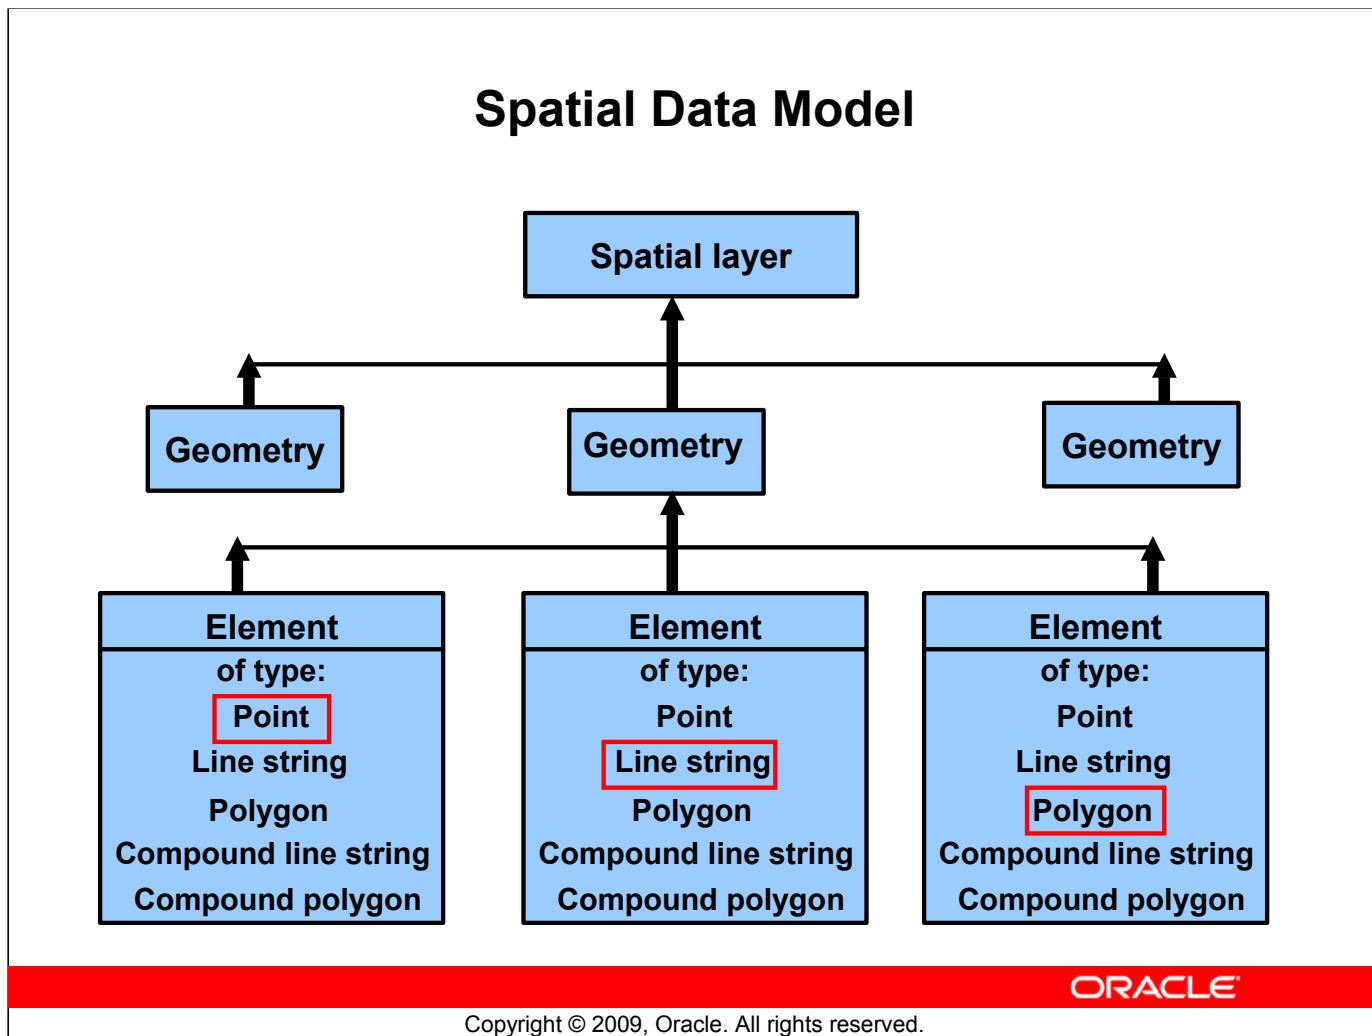 Spatial Data Model
Spatial layer
Geometry
Geometry
Geometry
Element
of type:
Point
Line string
Polygon
Compound line string
Compound polygon
Element
of type:
Point
Line string
Polygon
Compound line string
Compound polygon
Element
of type:
Point
Line string
Polygon
Compound line string
Compound polygon
ORACLE
Copyright © 2009, Oracle. All rights reserved.